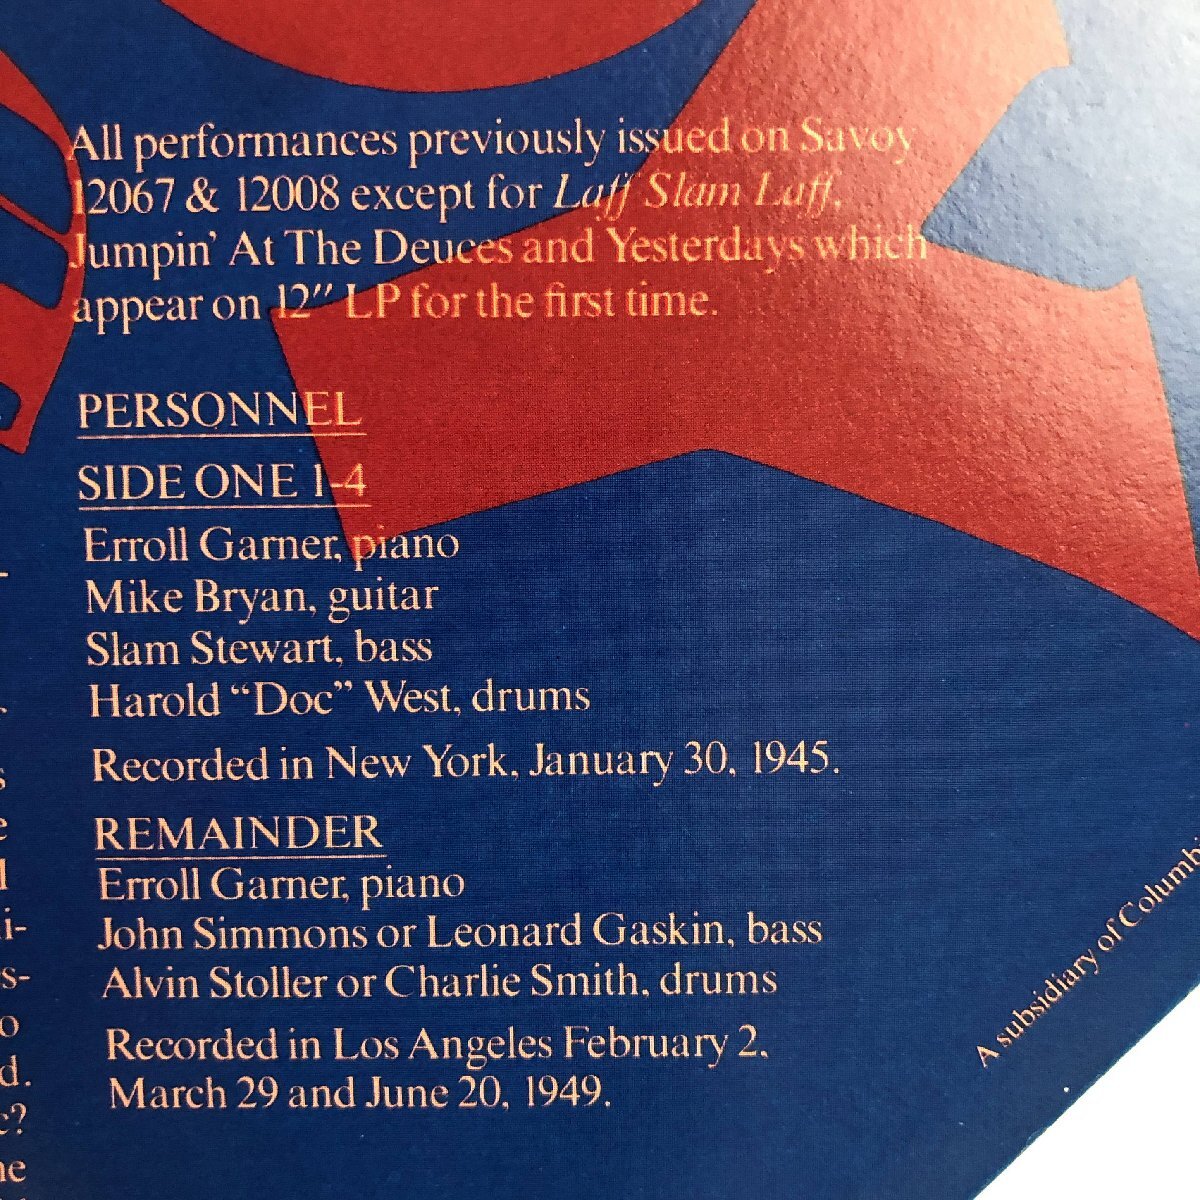 All performances previously issued on Savoy
12067 & 12008 except for Laff Slam Laff,
Jumpin' At The Deuces and Yesterdays which
appear on 12" LP for the first time.
PERSONNEL
SIDE ONE 1-4
Erroll Garner, piano
Mike Bryan, guitar
Slam Stewart, bass
Harold “Doc” West, drums
Recorded in New York, January 30, 1945.
REMAINDER
Erroll Garner, piano
John Simmons or Leonard Gaskin, bass
Alvin Stoller or Charlie Smith, drums
Recorded in Los Angeles February 2,
March 29 and June 20, 1949.
A subsidiary of